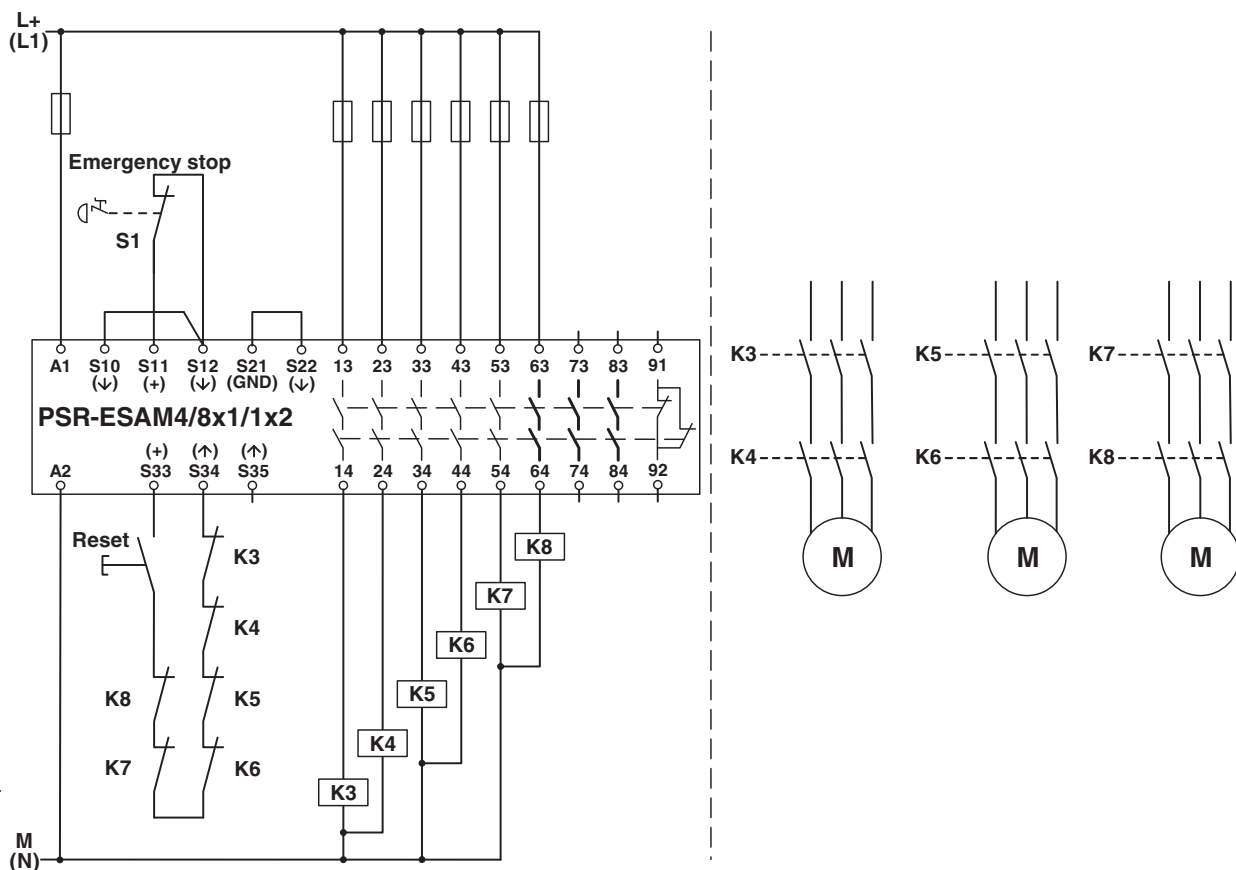 L+
(L1)
Emergency stop
S1
A1 S10 S11 S12 S21 S22 13 23 33 43 53 63 73 83 91
(↓) (+) (↓) (GND) (↓)
PSR-ESAM4/8x1/1x2
(+) (↑) (↑)
A2 S33 S34 S35 14 24 34 44 54 64 74 84 92
Reset
K3
K4
K8
K5
K7
K6
K8
K7
K6
K5
K4
K3
M
(N)
K3 K5 K7
K4 K6 K8
M M M